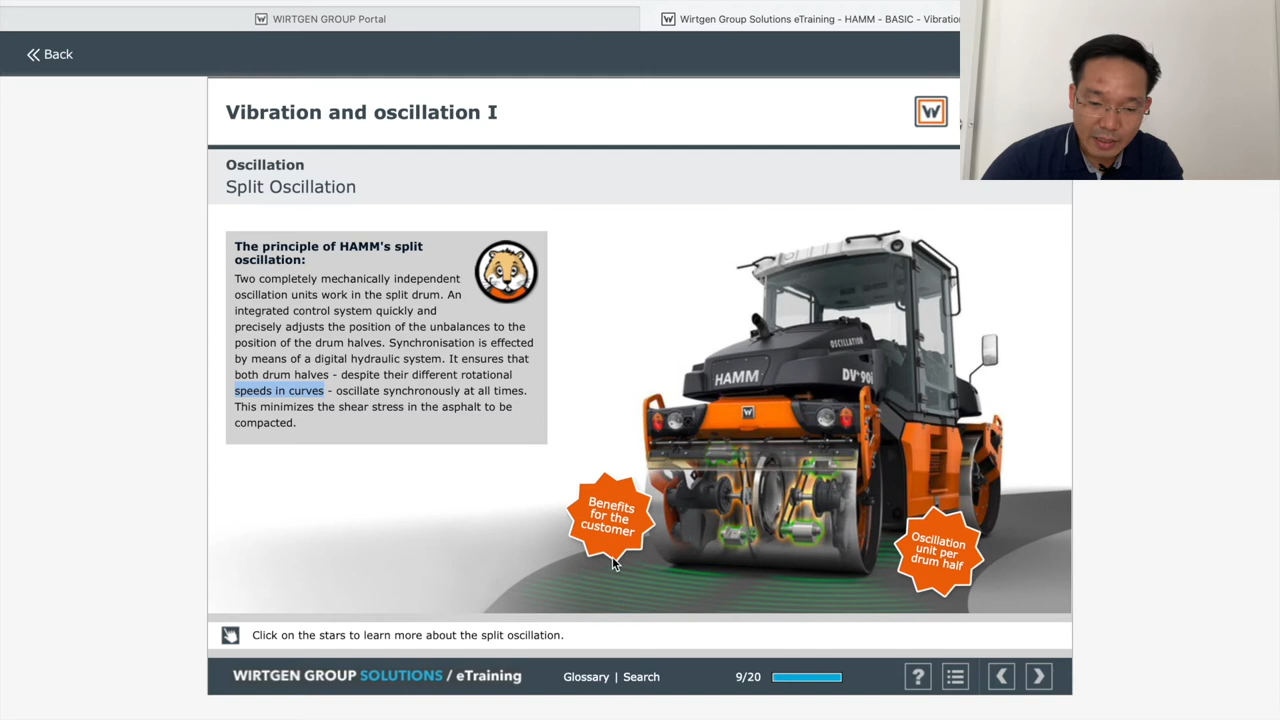 WIRTGEN GROUP Portal
Wirtgen Group Solutions eTraining - HAMM - BASIC - Vibratio
Back
Vibration and oscillation I
W
Oscillation
Split Oscillation
The principle of HAMM's split
oscillation:
Two completely mechanically independent
oscillation units work in the split drum. An
integrated control system quickly and
precisely adjusts the position of the unbalances to the
position of the drum halves. Synchronisation is effected
by means of a digital hydraulic system. It ensures that
both drum halves - despite their different rotational
speeds in curves - oscillate synchronously at all times.
This minimizes the shear stress in the asphalt to be
compacted.
OSCILLATION
HAMM
DV+90i
Benefits
for the
customer
Oscillation
unit per
drum half
Click on the stars to learn more about the split oscillation.
WIRTGEN GROUP SOLUTIONS / eTraining
Glossary | Search
9/20
?